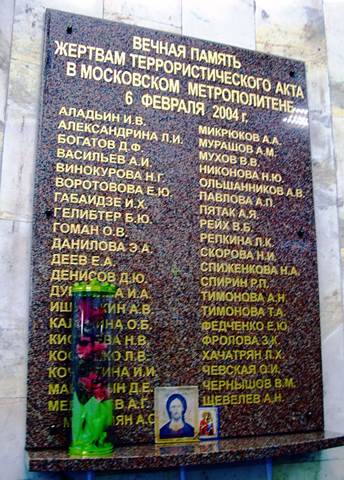 ВЕЧНАЯ ПАМЯТЬ
ЖЕРТВАМ ТЕРРОРИСТИЧЕСКОГО АКТА
В МОСКОВСКОМ МЕТРОПОЛИТЕНЕ
6 ФЕВРАЛЯ 2004 г.
АЛАДЬИН И.В.
АЛЕКСАНДРИНА Л.И.
БОГАТОВ Д.Ф.
ВАСИЛЬЕВ А.И.
ВИНОКУРОВА Н.Г.
ВОРОТОВОВА Е.Ю.
ГАБАИДЗЕ И.Х.
ГЕЛИБТЕР Б.Ю.
ГОМАН О.В.
ДАНИЛОВА Э.А.
ДЕЕВ Е.А.
ДЕНИСОВ Д.Ю.
И.А.
А.В.
О.Б.
Л.В.
И.И.
Д.Е.
А.Г.
МИКРЮКОВ А.А.
МУРАШОВ А.М.
МУХОВ В.В.
НИКОНОВА Н.Ю.
ОЛЬШАННИКОВ А.В.
ПАВЛОВА А.П.
ПЯТАК А.Я.
РЕЙХ В.Б.
РЕПКИНА Л.К.
СКОРОВА Н.И.
СПИЖЕНКОВА Н.А.
СПИРИН Р.П.
ТИМОНОВА А.Н.
ТИМОНОВА Т.А.
ФЕДЧЕНКО Е.Ю.
ФРОЛОВА З.К.
ХАЧАТРЯН Л.Х.
ЧЕВСКАЯ О.И.
ЧЕРНЫШОВ В.М.
ЩЕВЕЛЕВ А.Н.